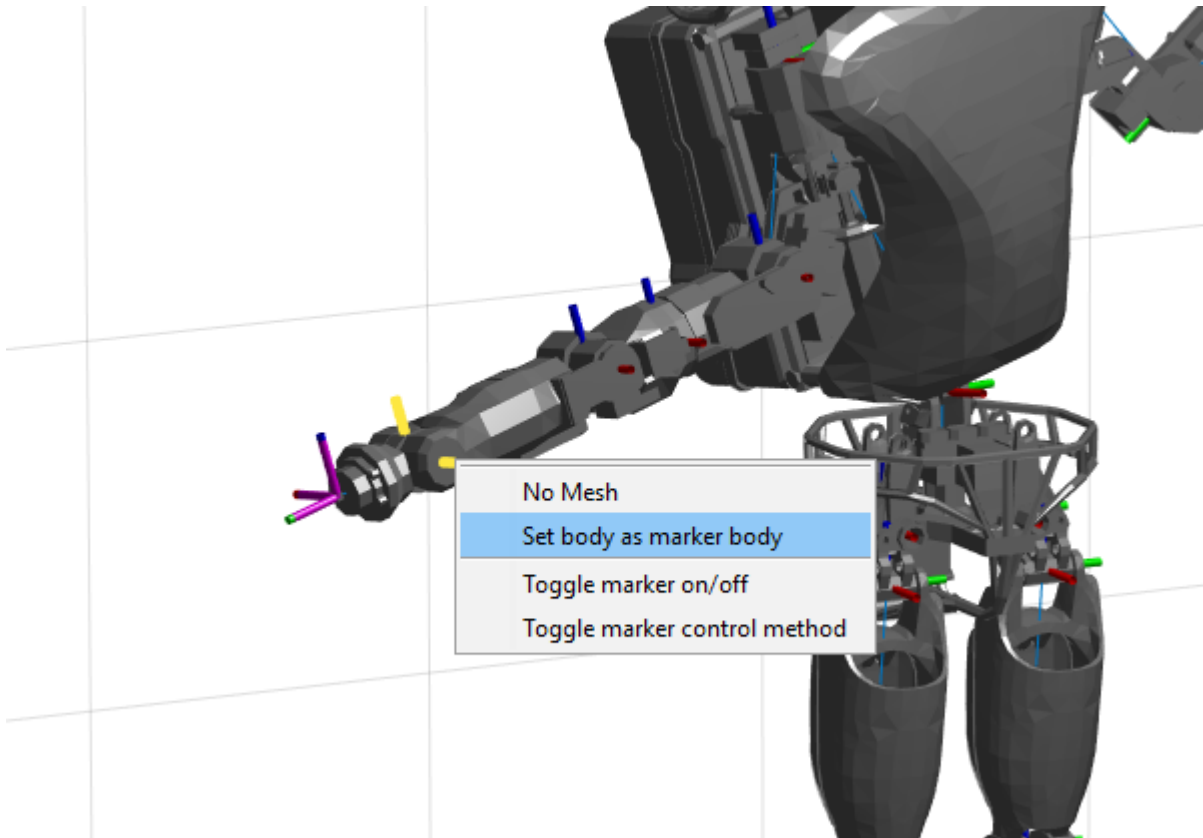 No Mesh
Set body as marker body
Toggle marker on/off
Toggle marker control method